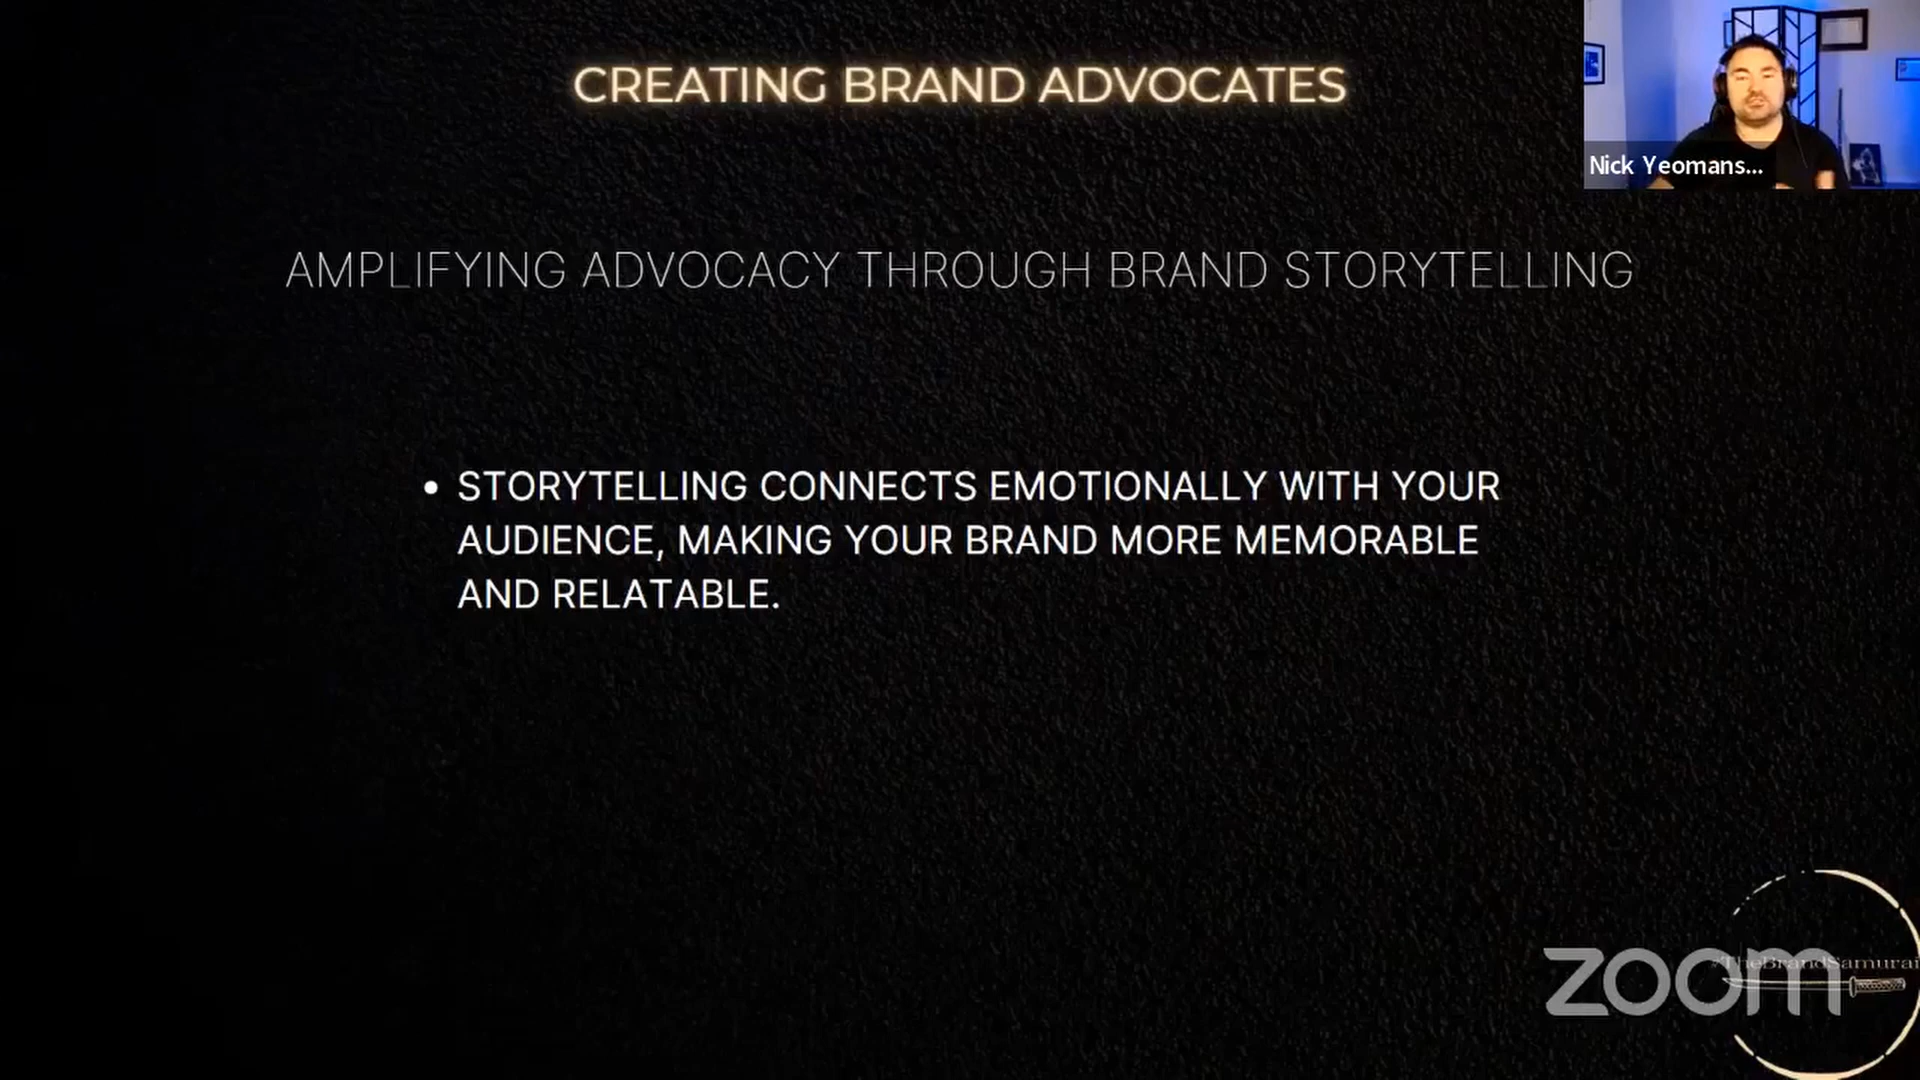 CREATING BRAND ADVOCATES
Nick Yeomans...
AMPLIFYING ADVOCACY THROUGH BRAND STORYTELLING
• STORYTELLING CONNECTS EMOTIONALLY WITH YOUR
AUDIENCE, MAKING YOUR BRAND MORE MEMORABLE
AND RELATABLE.
#TheBrandSamurai
zoom